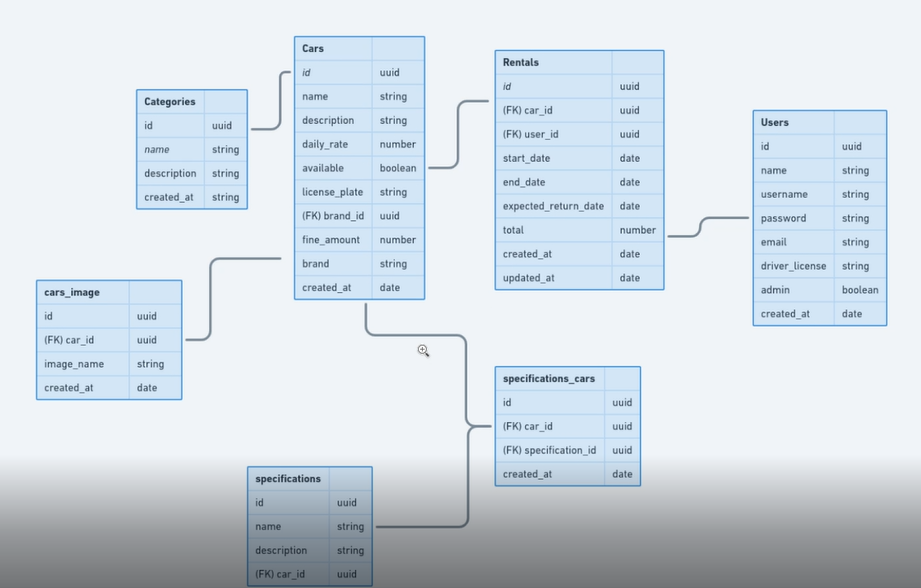 Cars
id uuid
name string
description string
daily_rate number
available boolean
license_plate string
(FK) brand_id uuid
fine_amount number
brand string
created_at date
Rentals
id uuid
(FK) car_id uuid
(FK) user_id uuid
start_date date
end_date date
expected_return_date date
total number
created_at date
updated_at date
Categories
id uuid
name string
description string
created_at string
Users
id uuid
name string
username string
password string
email string
driver_license string
admin boolean
created_at date
cars_image
id uuid
(FK) car_id uuid
image_name string
created_at date
specifications_cars
id uuid
(FK) car_id uuid
(FK) specification_id uuid
created_at date
specifications
id uuid
name string
description string
(FK) car_id uuid